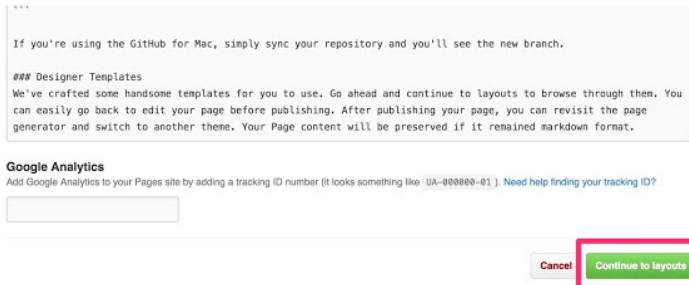 ```
If you're using the GitHub for Mac, simply sync your repository and you'll see the new branch.
### Designer Templates
We've crafted some handsome templates for you to use. Go ahead and continue to layouts to browse through them. You
can easily go back to edit your page before publishing. After publishing your page, you can revisit the page
generator and switch to another theme. Your Page content will be preserved if it remained markdown format.
Google Analytics
Add Google Analytics to your Pages site by adding a tracking ID number (it looks something like UA-000000-01 ). Need help finding your tracking ID?
Cancel Continue to layouts